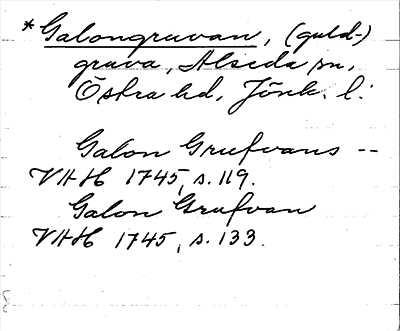 *Galongruvan, (guld-)
gruva, Alseda sn,
Östra hd, Jönk. l:
Galon Grufvans --
VHH 1745, s. 119.
Galon Grufvan
VHH 1745, s. 133.